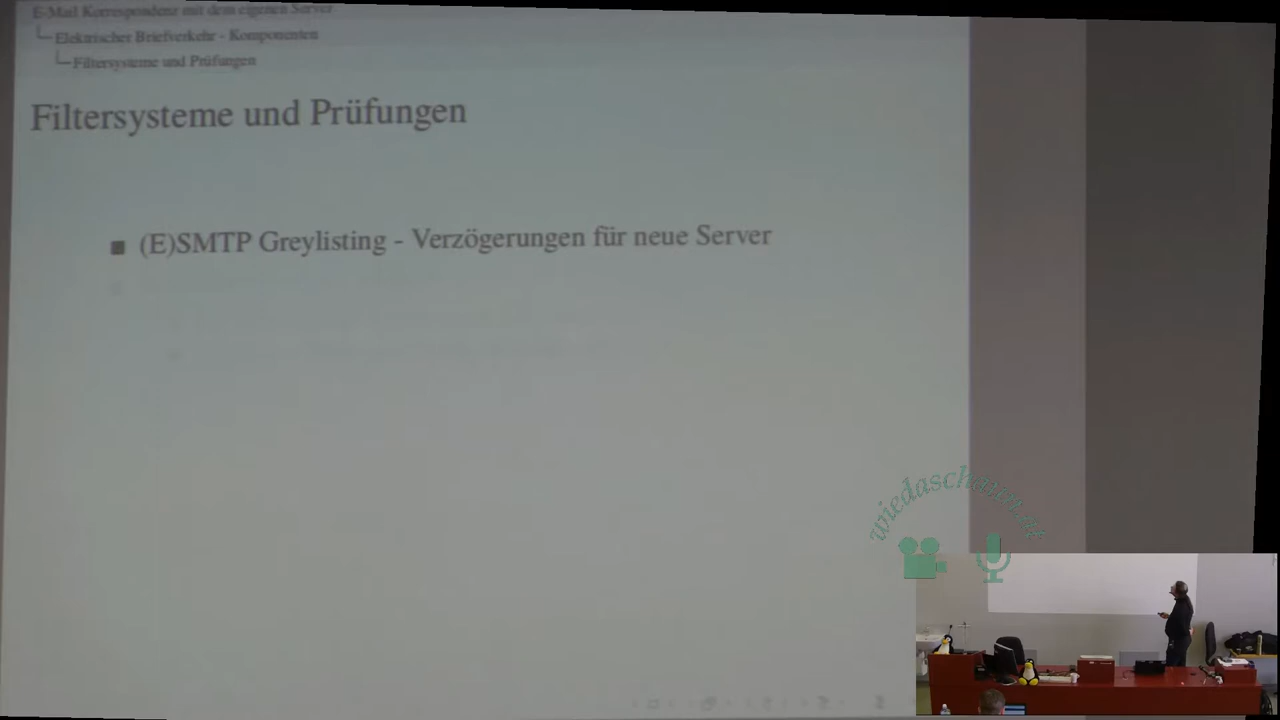 E-Mail Korrespondenz mit dem eigenen Server
Elektrischer Briefverkehr - Komponenten
Filtersysteme und Prüfungen
Filtersysteme und Prüfungen
(E)SMTP Greylisting - Verzögerungen für neue Server
wiedaschauen.at